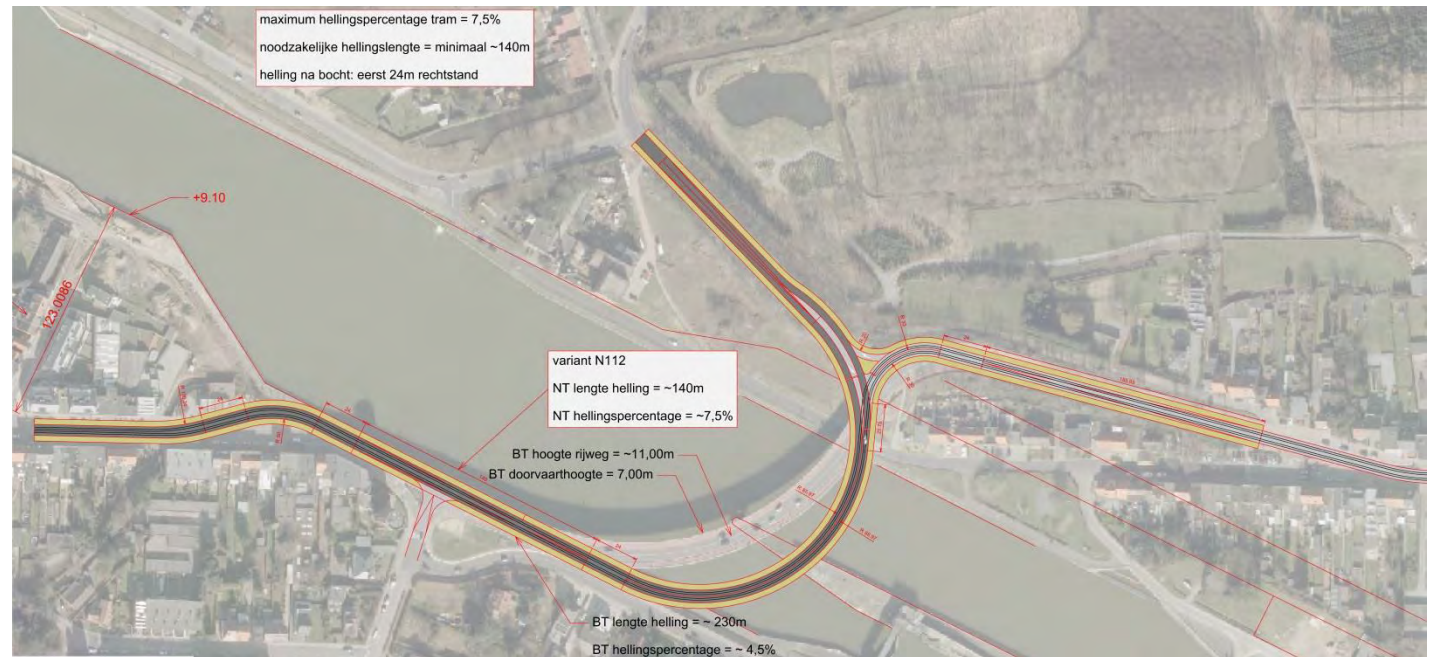 maximum hellingspercentage tram = 7,5%
noodzakelijke hellingslengte = minimaal ~140m
helling na bocht: eerst 24m rechtstand
+9.10
123.0086
variant N112
NT lengte helling = ~140m
NT hellingspercentage = ~7,5%
BT hoogte rijweg = ~11,00m
BT doorvaarthoogte = 7,00m
BT lengte helling = ~ 230m
BT hellingspercentage = ~ 4,5%